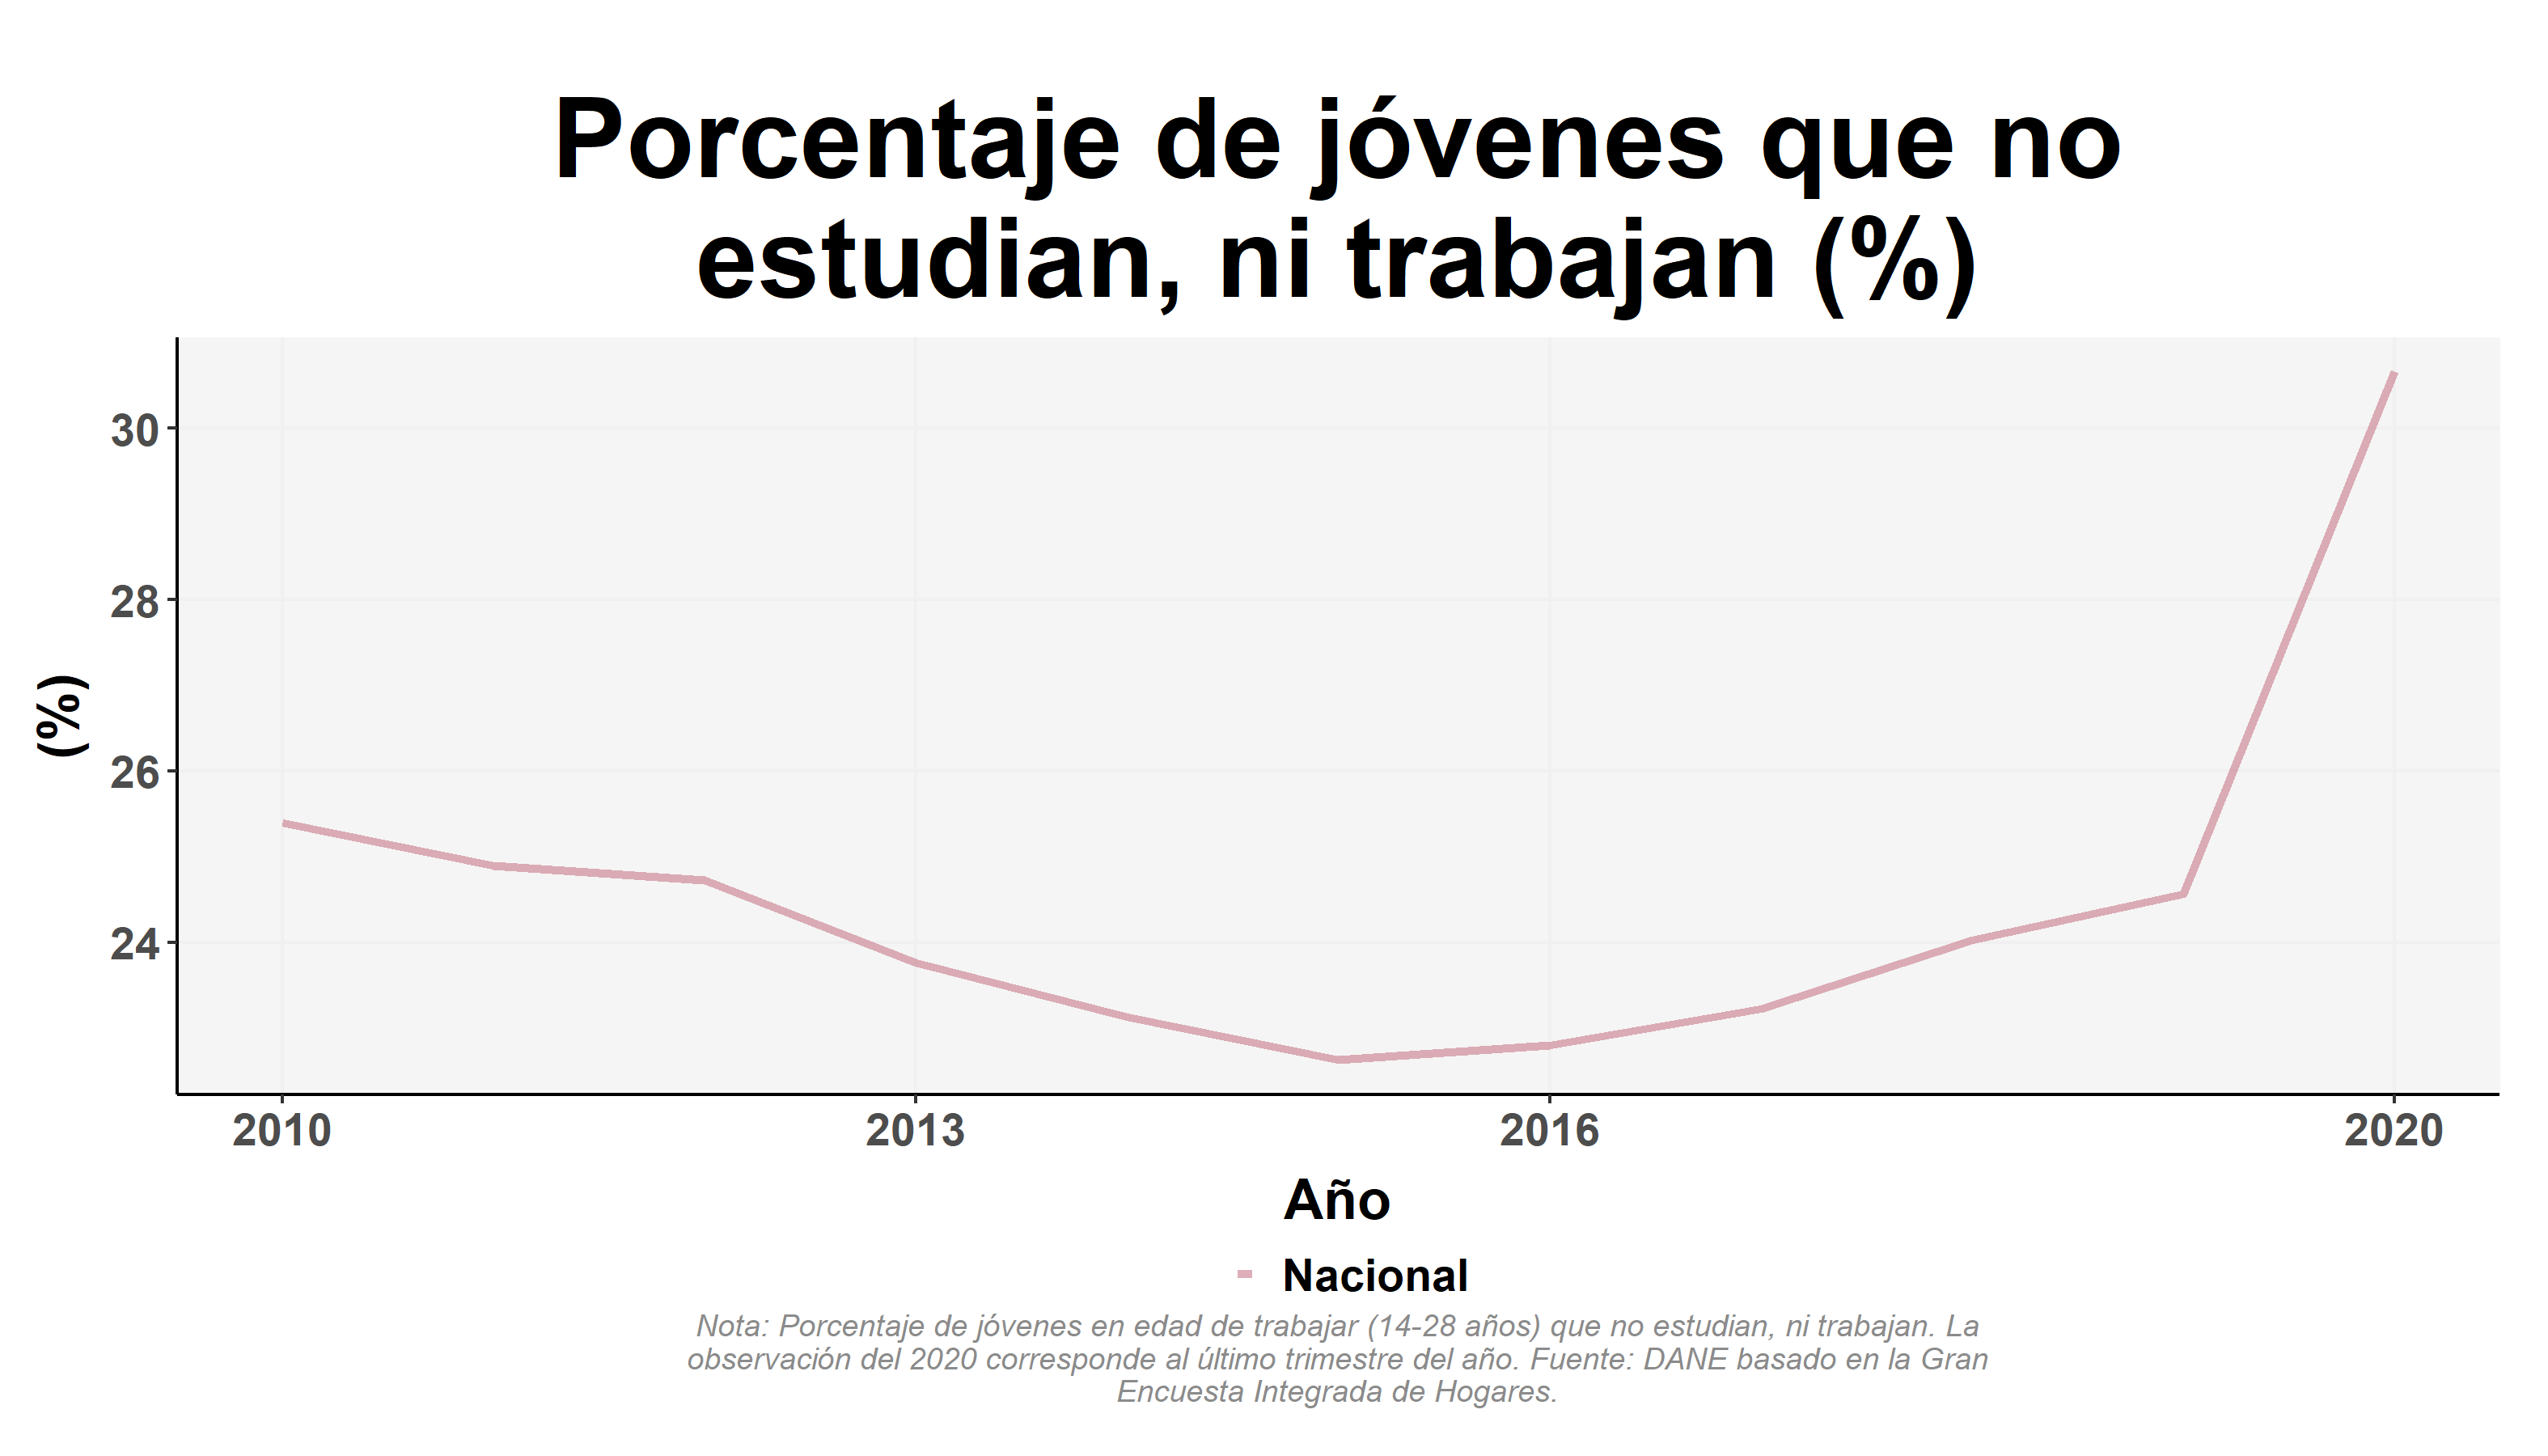 Porcentaje de jóvenes que no
estudian, ni trabajan (%)
30
28
26
24
(%)
2010 2013 2016 2020
Año
Nacional
Nota: Porcentaje de jóvenes en edad de trabajar (14-28 años) que no estudian, ni trabajan. La
observación del 2020 corresponde al último trimestre del año. Fuente: DANE basado en la Gran
Encuesta Integrada de Hogares.